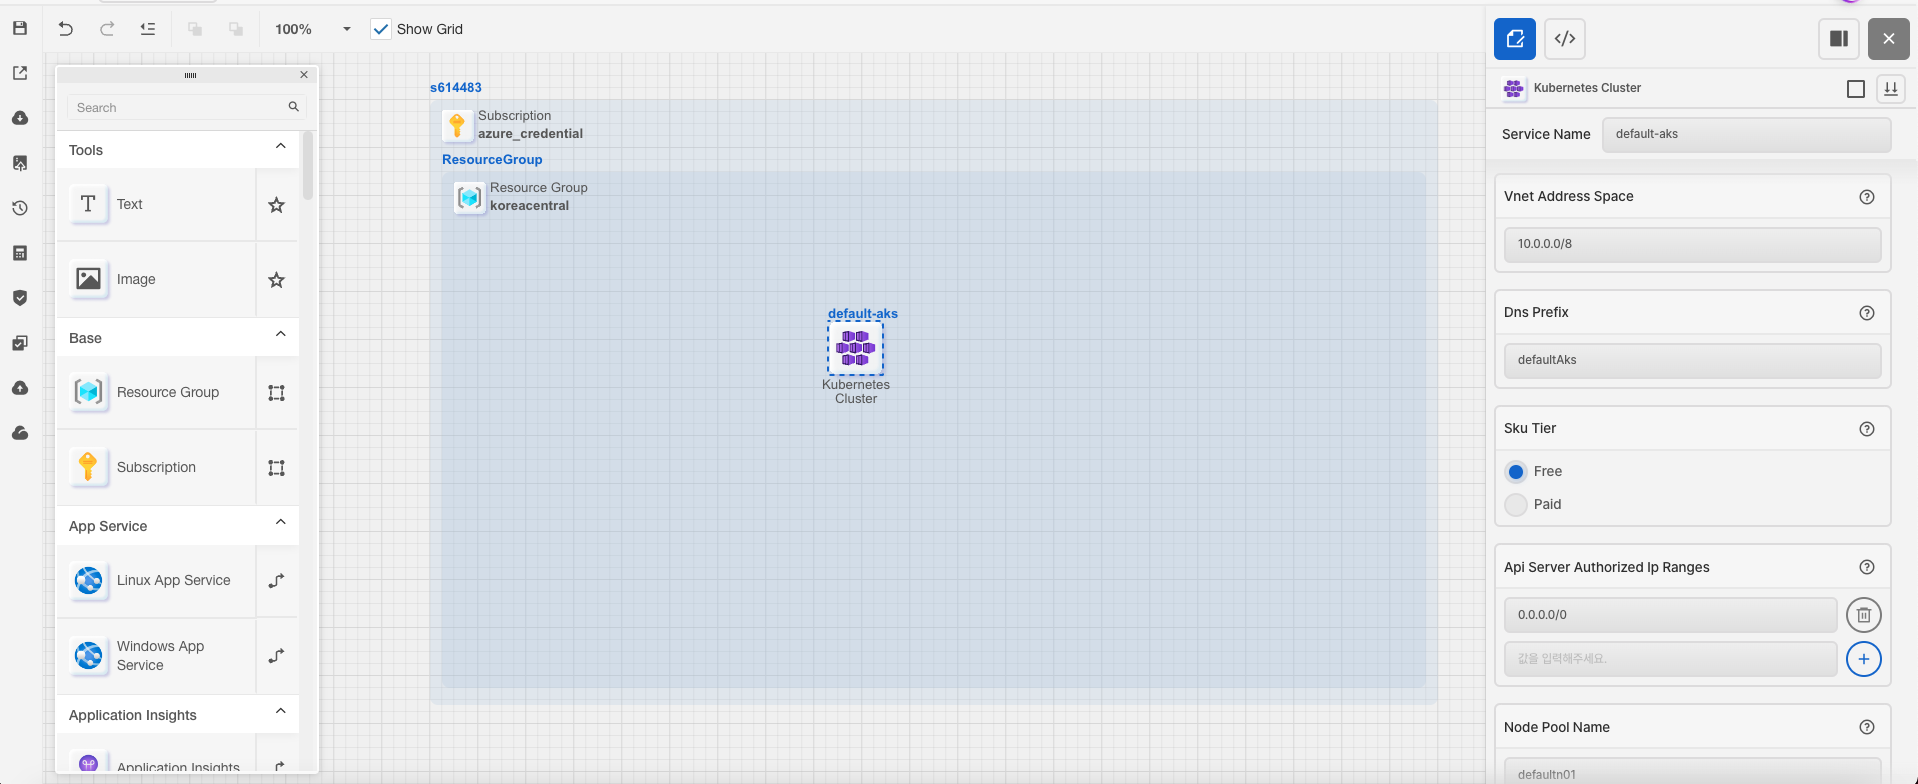 100%
Show Grid
Search
Tools
Text
Image
Base
Resource Group
Subscription
App Service
Linux App Service
Windows App
Service
Application Insights
Application Insights
s614483
Subscription
azure_credential
ResourceGroup
Resource Group
koreacentral
default-aks
Kubernetes
Cluster
Kubernetes Cluster
Service Name
default-aks
Vnet Address Space
10.0.0.0/8
Dns Prefix
defaultAks
Sku Tier
Free
Paid
Api Server Authorized Ip Ranges
0.0.0.0/0
값을 입력해주세요.
Node Pool Name
defaultn01